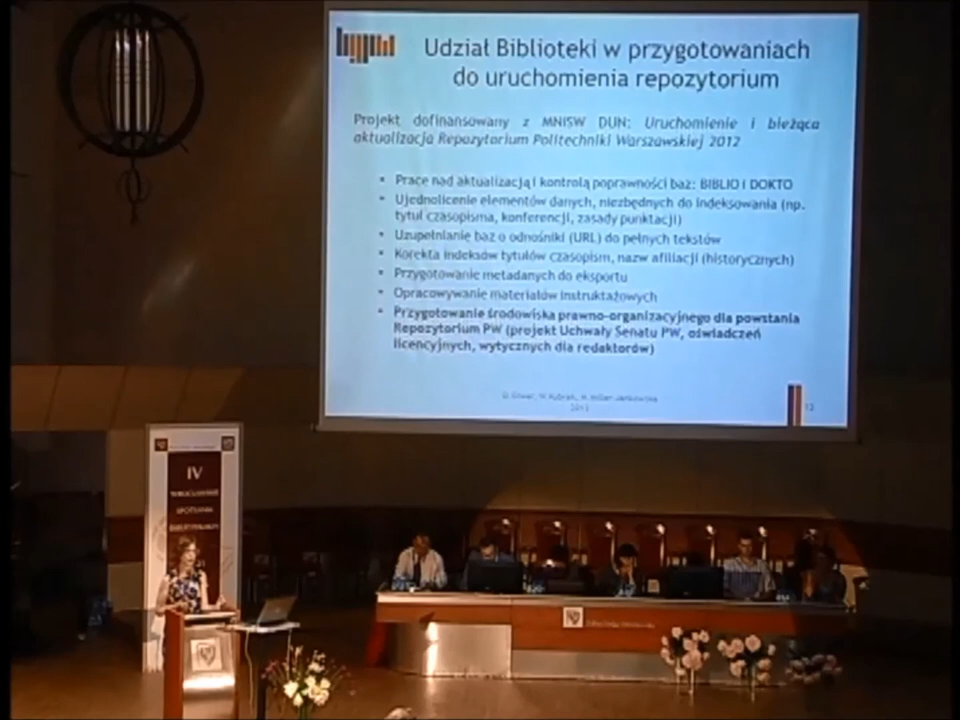 Udział Biblioteki w przygotowaniach
do uruchomienia repozytorium
Projekt dofinansowany z MNISW DUN: Uruchomienie i bieżąca
aktualizacja Repozytorium Politechniki Warszawskiej 2012
• Prace nad aktualizacją i kontrolą poprawności baz: BIBLIO i DOKTO
• Ujednolicenie elementów danych, niezbędnych do indeksowania (np.
tytuł czasopisma, konferencji, zasady punktacji)
• Uzupełnianie baz o odnośniki (URL) do pełnych tekstów
• Korekta indeksów tytułów czasopism, nazw afiliacji (historycznych)
• Przygotowanie metadanych do eksportu
• Opracowywanie materiałów instruktażowych
• Przygotowanie środowiska prawno-organizacyjnego dla powstania
Repozytorium PW (projekt Uchwały Senatu PW, oświadczeń
licencyjnych, wytycznych dla redaktorów)
2013
12
IV
SPOTKANIA